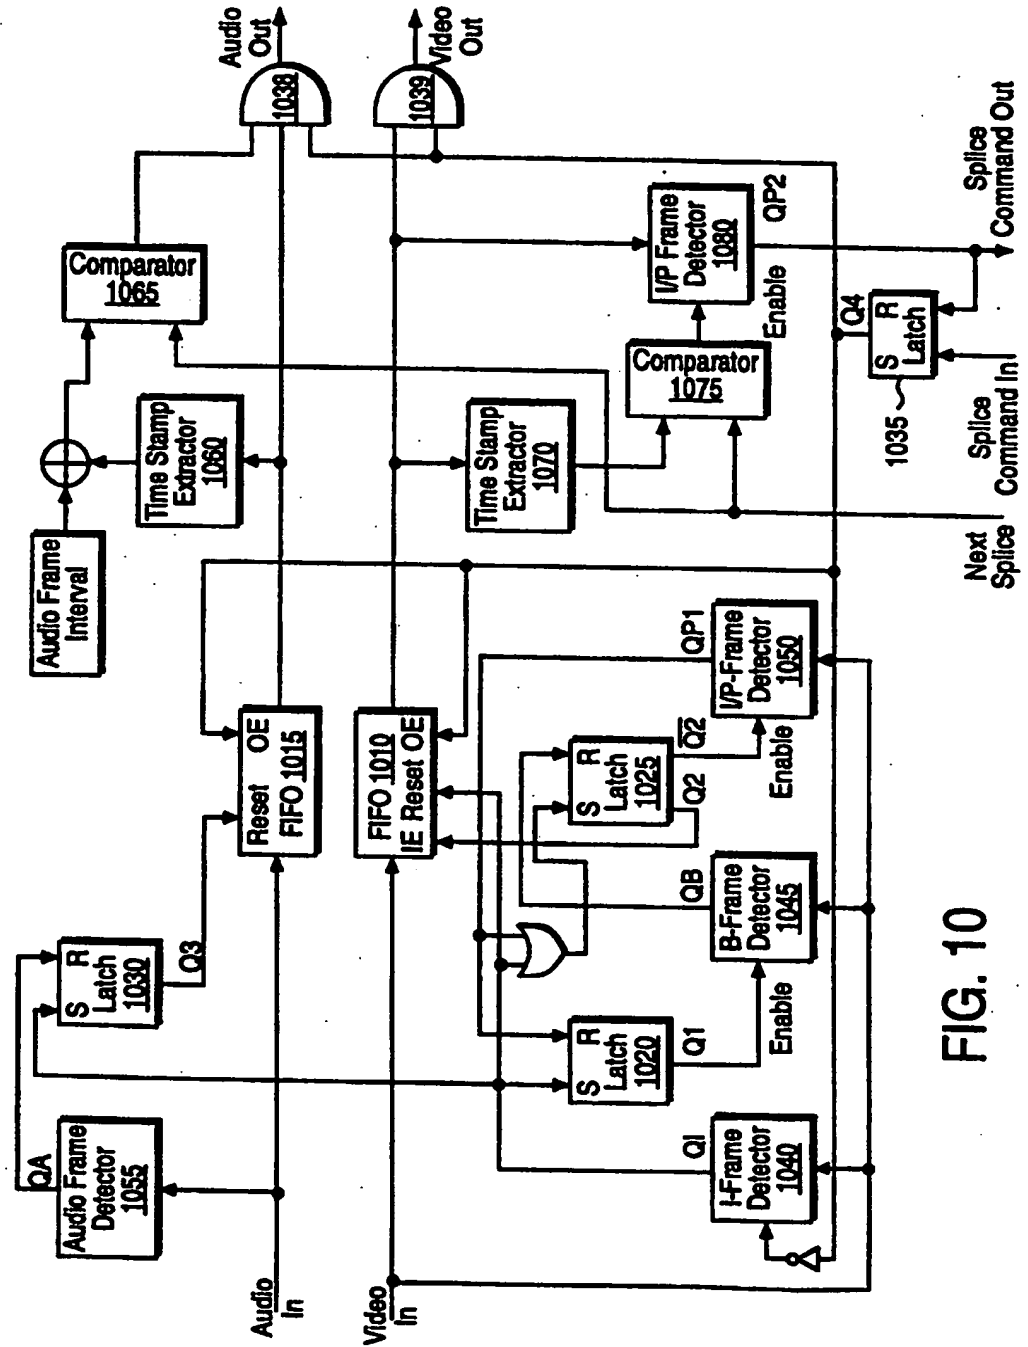 Audio
Out
Video
Out
1038
1039
Comparator
1065
Audio Frame
Interval
Time Stamp
Extractor
1060
Time Stamp
Extractor
1070
Comparator
1075
Enable
I/P Frame
Detector
1080
QP2
Q4
S R
Latch
1035
Splice
Command Out
Splice
Command In
Next
Splice
Reset OE
FIFO 1015
FIFO 1010
IE Reset OE
S R
Latch
1030
Q3
QA
Audio Frame
Detector
1055
Audio
In
Video
In
S R
Latch
1020
Q1
Enable
S R
Latch
1025
Q2
Q2
Enable
QI
I-Frame
Detector
1040
QB
B-Frame
Detector
1045
QP1
I/P-Frame
Detector
1050
FIG. 10